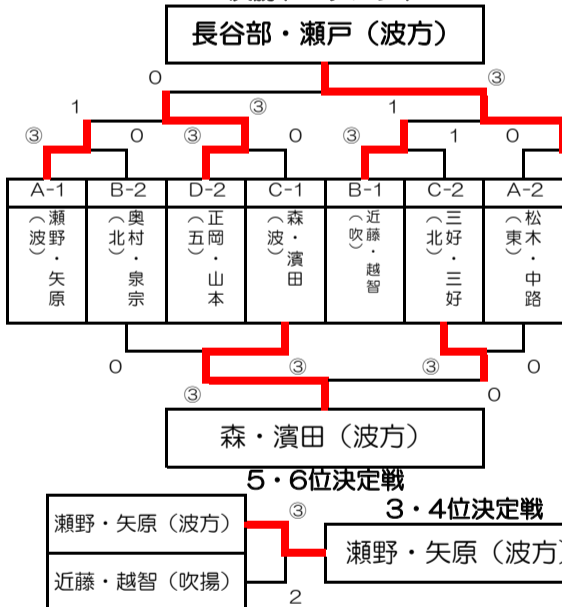 長谷部・瀬戸（波方）
0 ③
1 ③ 1
③ 0 ③ 0 ③ 1 0
A-1 B-2 D-2 C-1 B-1 C-2 A-2
瀬野・矢原（波）
奥村・泉宗（北）
正岡・山本（五）
森・濱田（波）
近藤・越智（吹）
三好・三好（北）
松木・中路（東）
0 ③ ③ 0
③ 0
森・濱田（波方）
5・6位決定戦
③ 3・4位決定戦
瀬野・矢原（波方）
瀬野・矢原（波方）
近藤・越智（吹揚）
2